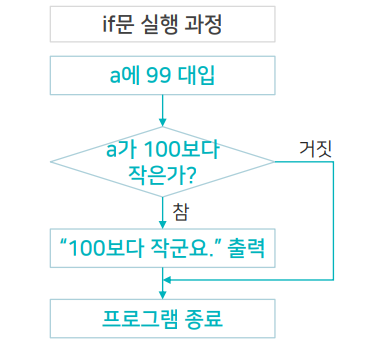 if문 실행 과정
a에 99 대입
a가 100보다
작은가?
거짓
참
“100보다 작군요.” 출력
프로그램 종료